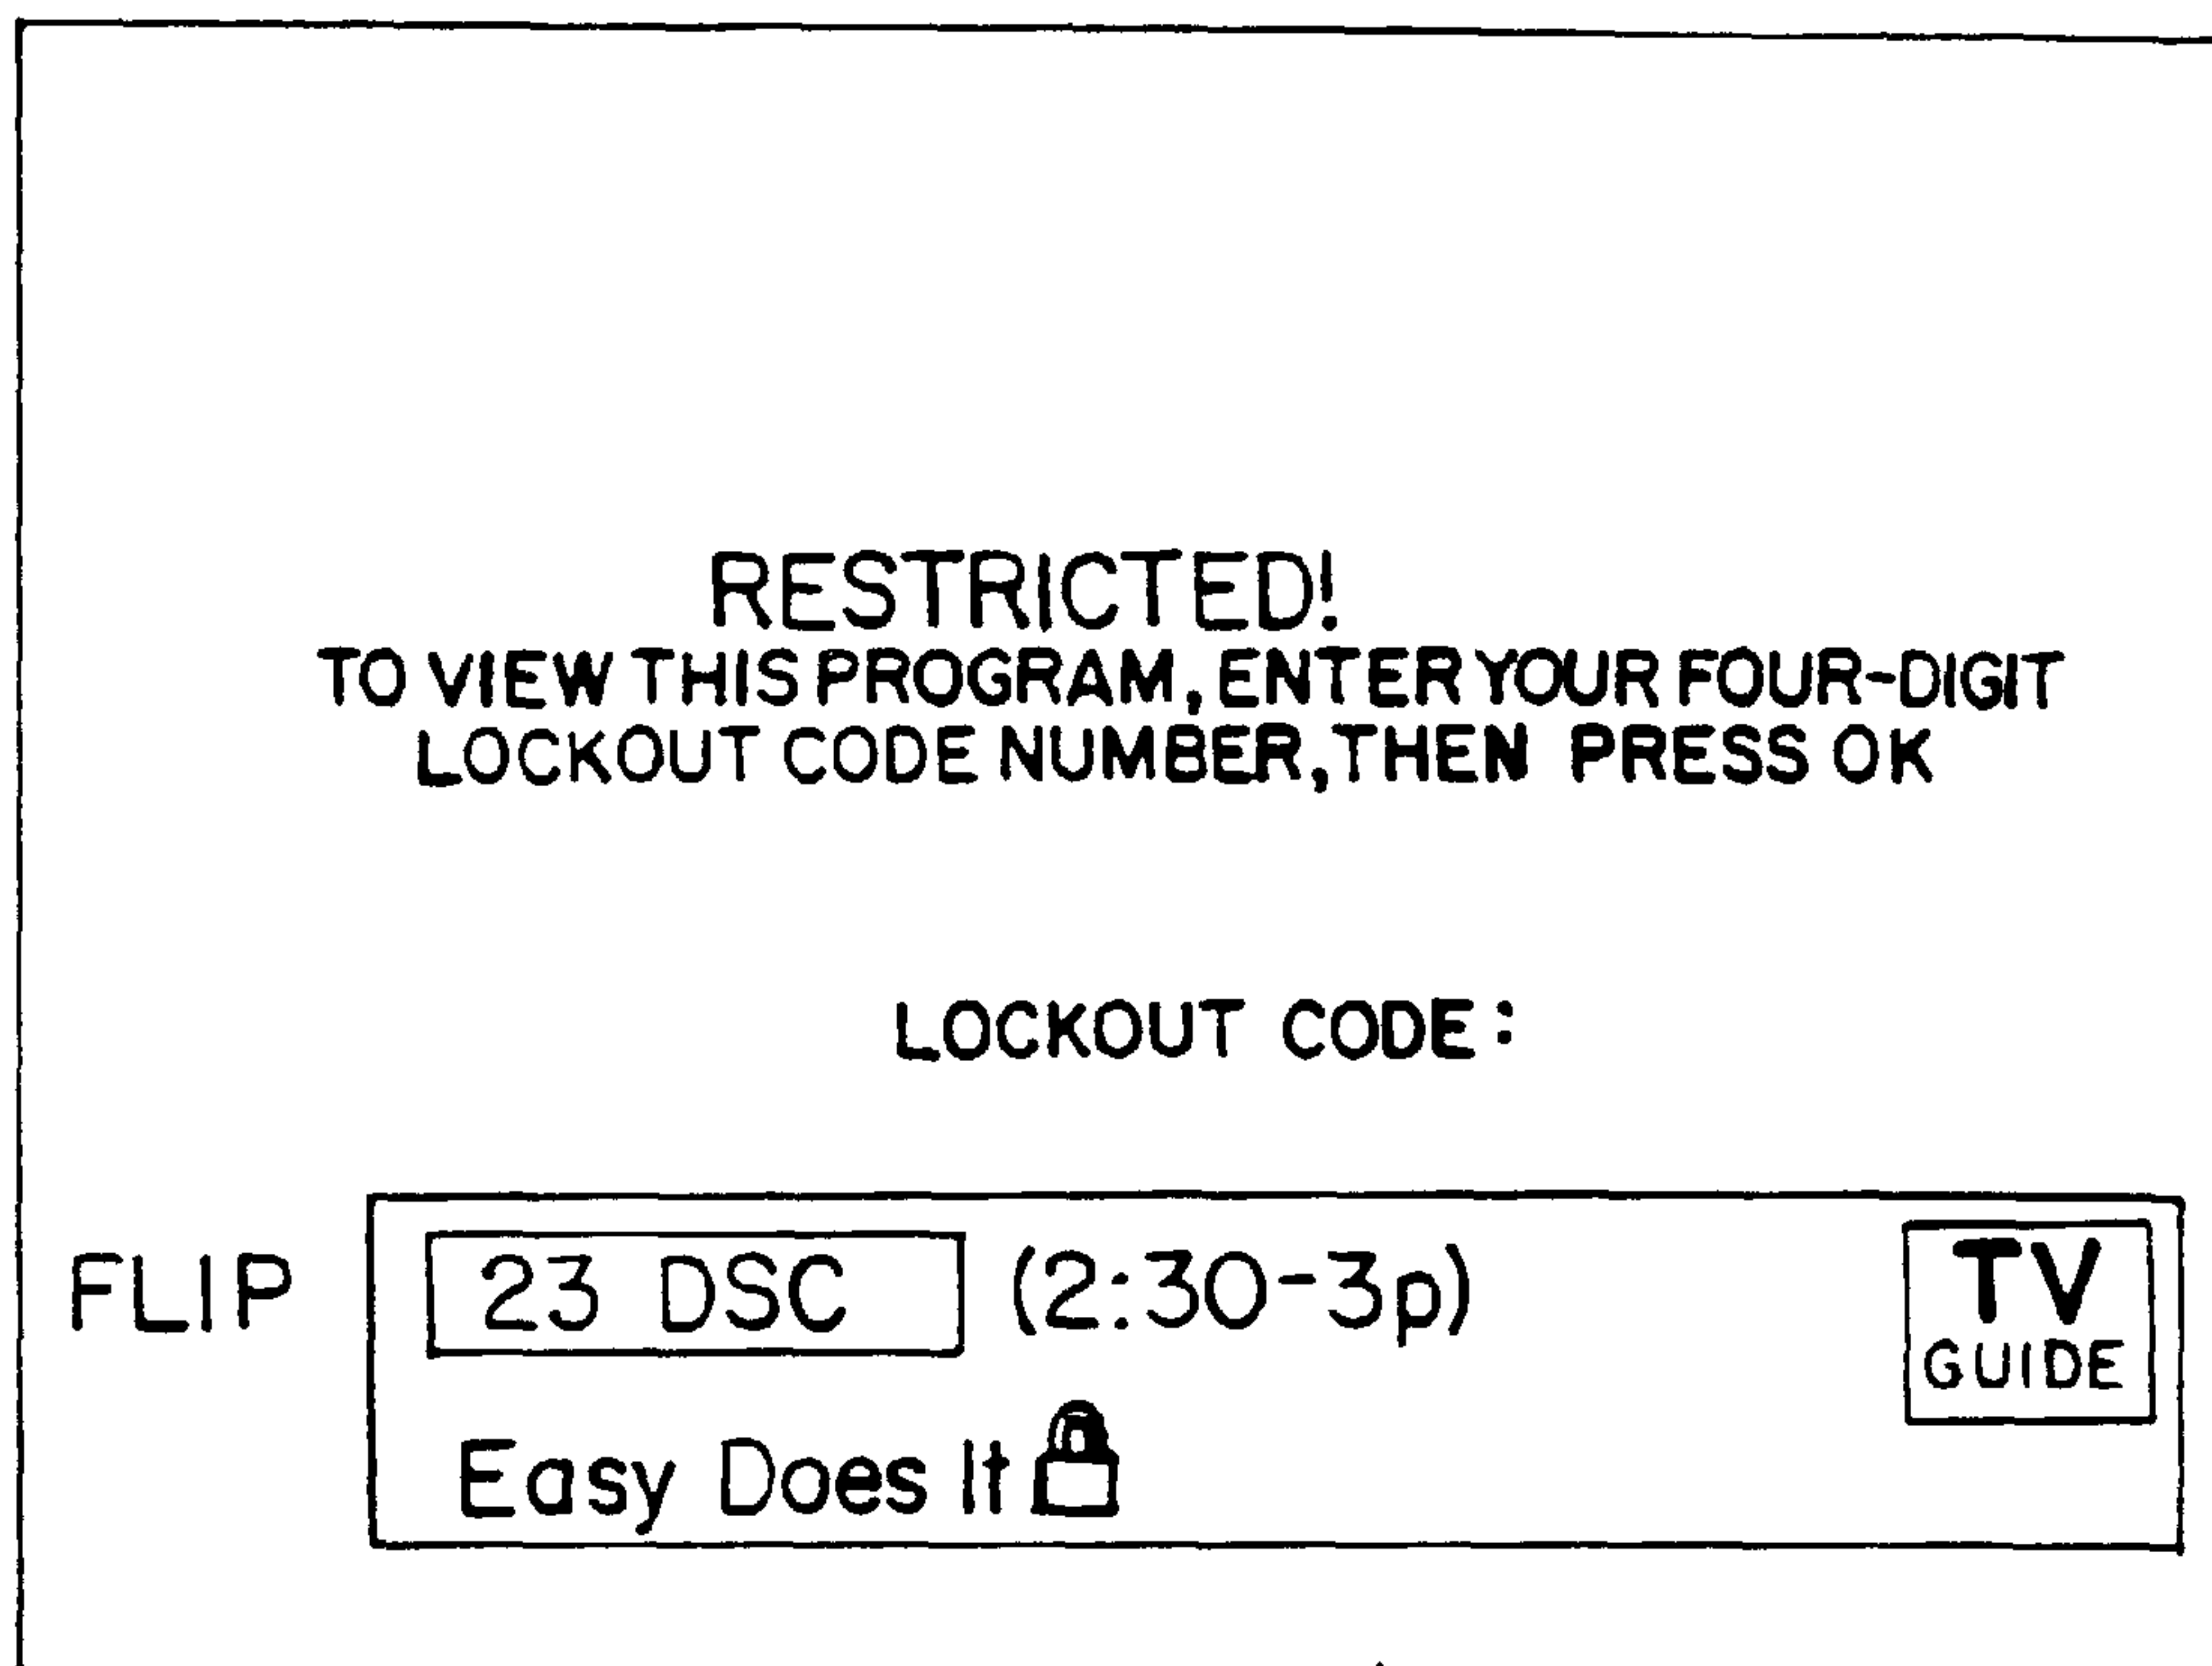 RESTRICTED!
TO VIEW THIS PROGRAM, ENTER YOUR FOUR-DIGIT
LOCKOUT CODE NUMBER, THEN PRESS OK
LOCKOUT CODE:
FLIP
23 DSC (2:30-3p)
TV
GUIDE
Easy Does It